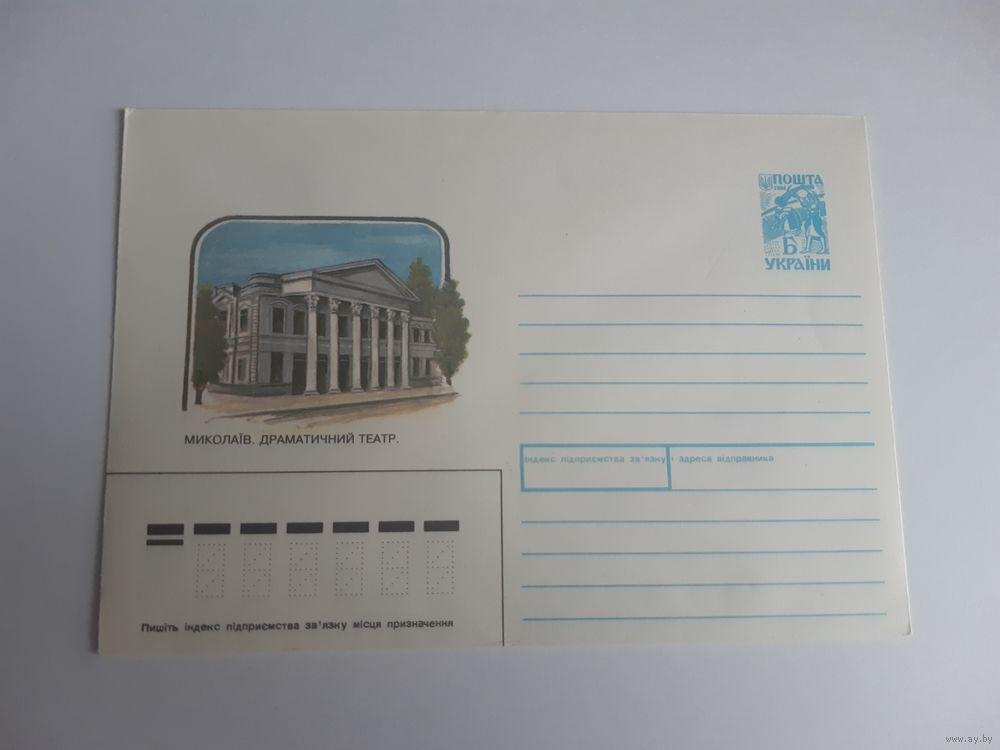 ПОШТА
Б
УКРАЇНИ
МИКОЛАЇВ. ДРАМАТИЧНИЙ ТЕАТР.
Індекс підприємства зв'язку і адреса відправника
Пишіть індекс підприємства зв'язку місця призначення
www.ay.by